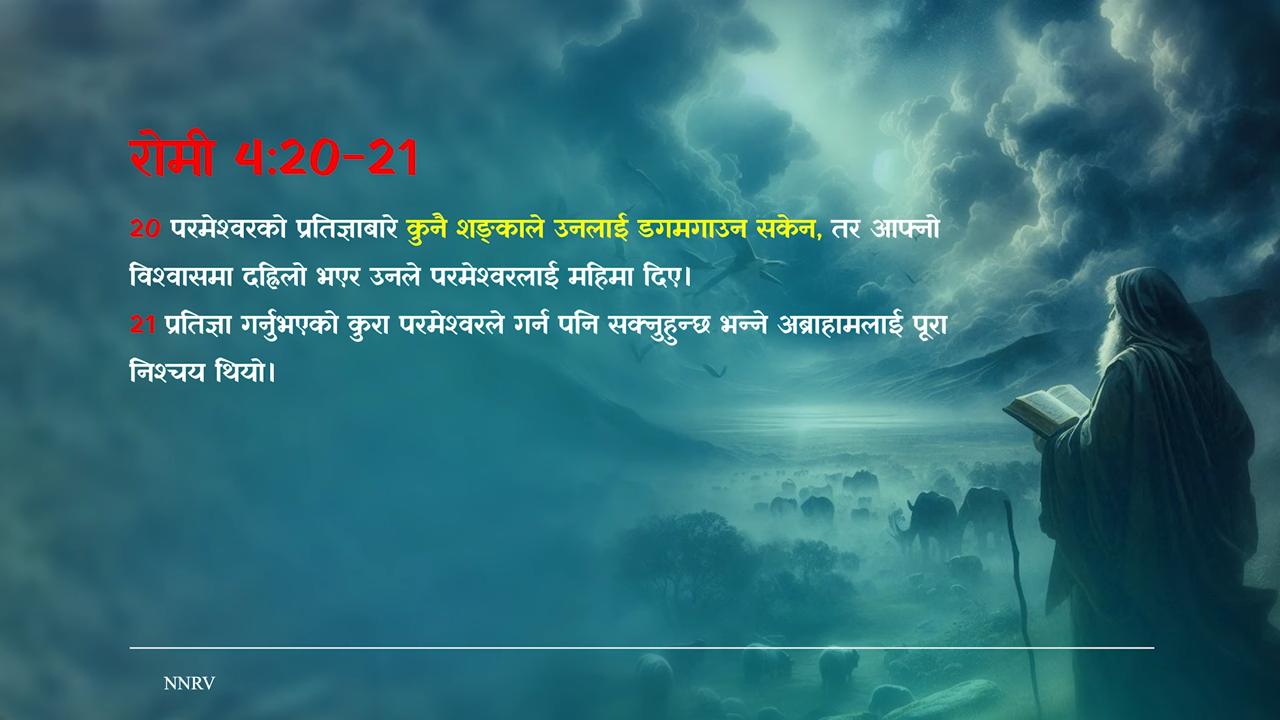 रोमी 4:20-21
20 परमेश्वरको प्रतिज्ञाबारे कुनै शङ्काले उनलाई डगमगाउन सकेन, तर आफ्नो
विश्वासमा दह्रिलो भएर उनले परमेश्वरलाई महिमा दिए।
21 प्रतिज्ञा गर्नुभएको कुरा परमेश्वरले गर्न पनि सक्नुहुन्छ भन्ने अब्राहामलाई पूरा
निश्चय थियो।
NNRV